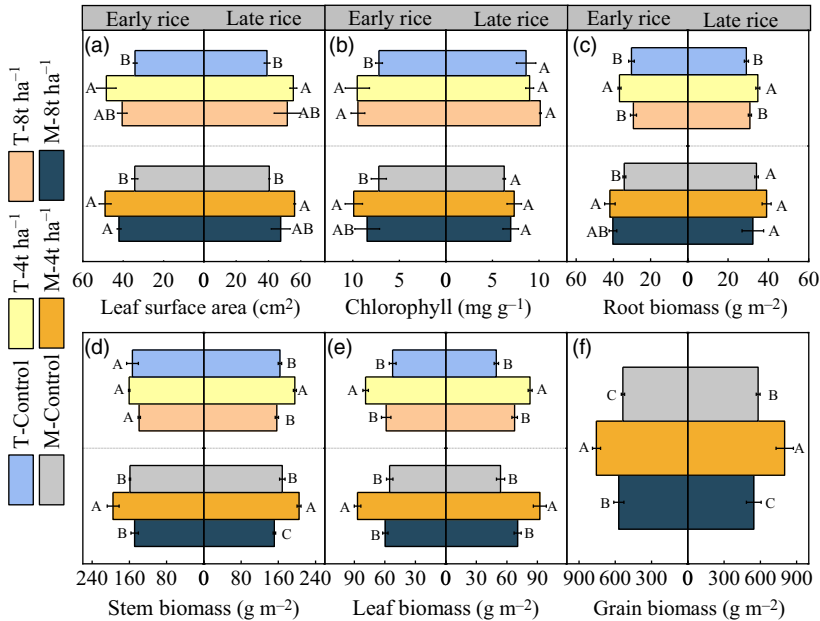 Early rice Late rice Early rice Late rice Early rice Late rice
T-8t ha−1
M-8t ha−1
T-4t ha−1
M-4t ha−1
T-Control
M-Control
(a)
B B
A A
AB AB
B B
A A
A AB
60 40 20 0 20 40 60
Leaf surface area (cm2)
(b)
B A
A A
A A
B A
A A
A A
10 5 0 5 10
Chlorophyll (mg g−1)
(c)
B B
A A
B B
B A
A A
AB A
60 40 20 0 20 40 60
Root biomass (g m−2)
(d)
A B
A A
A B
B B
A A
B C
240 160 80 0 80 160 240
Stem biomass (g m−2)
(e)
B B
A A
B B
B B
A A
B B
90 60 30 0 30 60 90
Leaf biomass (g m−2)
(f)
C B
A A
B C
900 600 300 0 300 600 900
Grain biomass (g m−2)